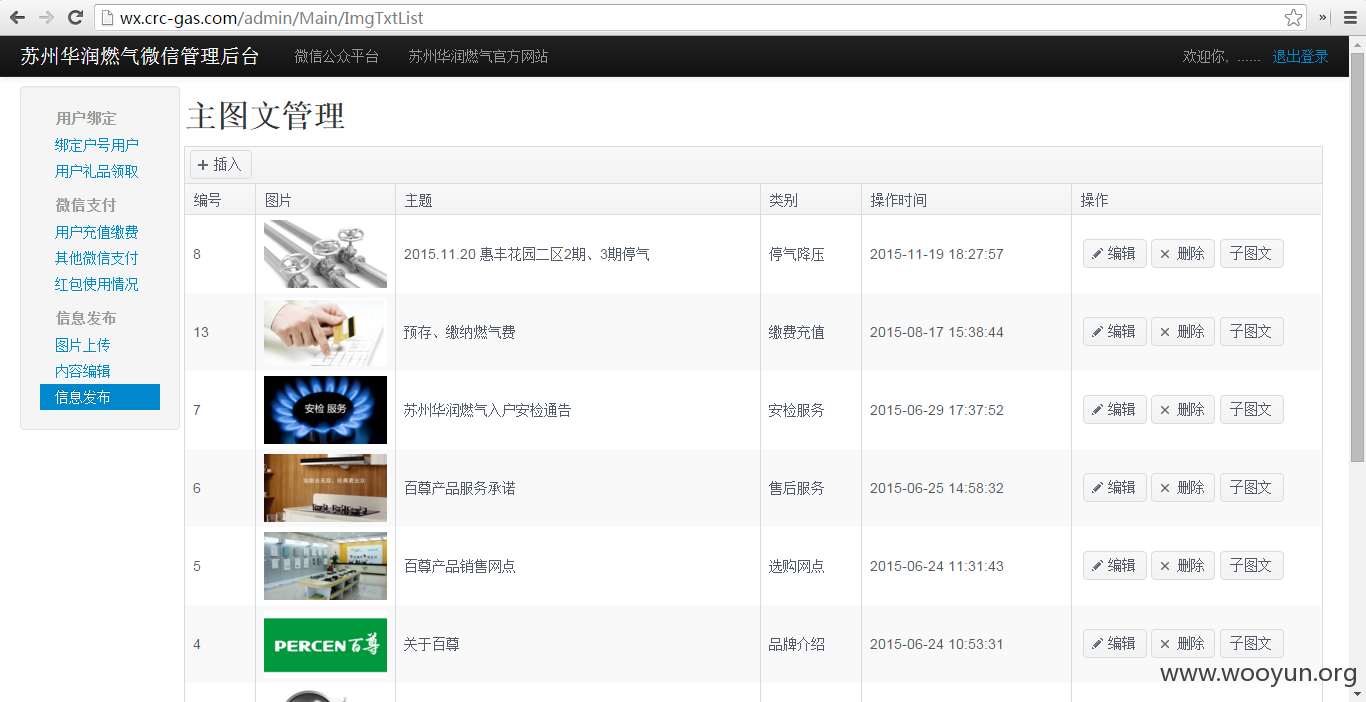 wx.crc-gas.com/admin/Main/ImgTxtList
苏州华润燃气微信管理后台 微信公众平台 苏州华润燃气官方网站 欢迎你, ...... 退出登录
用户绑定
绑定户号用户
用户礼品领取
微信支付
用户充值缴费
其他微信支付
红包使用情况
信息发布
图片上传
内容编辑
信息发布
主图文管理
+ 插入
编号 图片 主题 类别 操作时间 操作
8 2015.11.20 惠丰花园二区2期、3期停气 停气降压 2015-11-19 18:27:57 编辑 × 删除 子图文
13 预存、缴纳燃气费 缴费充值 2015-08-17 15:38:44 编辑 × 删除 子图文
7 安检 服务 苏州华润燃气入户安检通告 安检服务 2015-06-29 17:37:52 编辑 × 删除 子图文
6 百尊产品服务承诺 售后服务 2015-06-25 14:58:32 编辑 × 删除 子图文
5 百尊产品销售网点 选购网点 2015-06-24 11:31:43 编辑 × 删除 子图文
4 PERCEN百尊 关于百尊 品牌介绍 2015-06-24 10:53:31 编辑 × 删除 子图文
www.wooyun.org